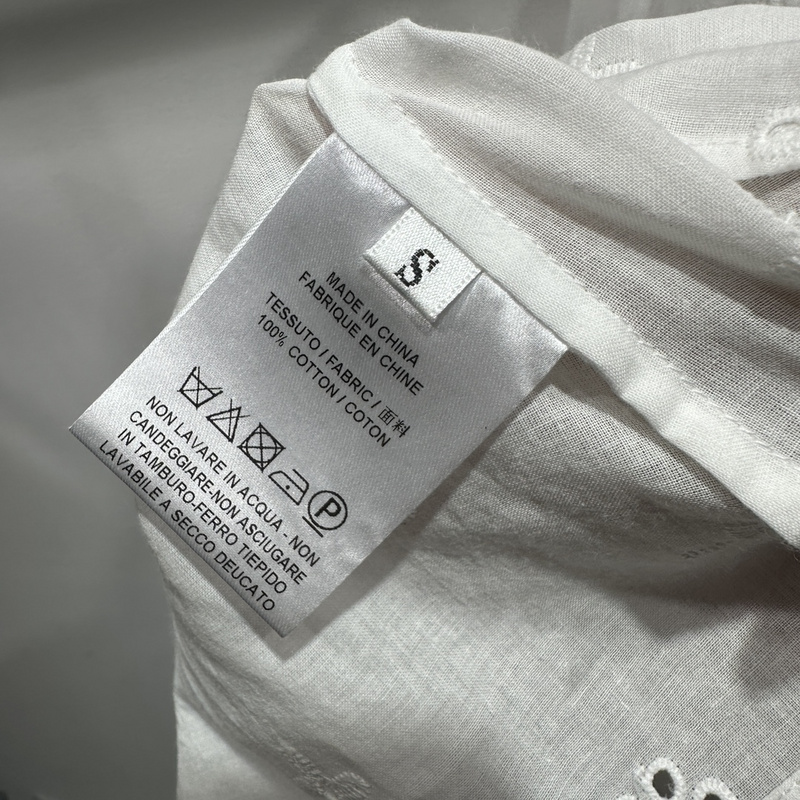 S
MADE IN CHINA
FABRIQUE EN CHINE
TESSUTO / FABRIC / 面料
100% COTTON / COTON
P
NON LAVARE IN ACQUA - NON
CANDEGGIARE-NON ASCIUGARE
IN TAMBURO-FERRO TIEPIDO
LAVABILE A SECCO DEUCATO